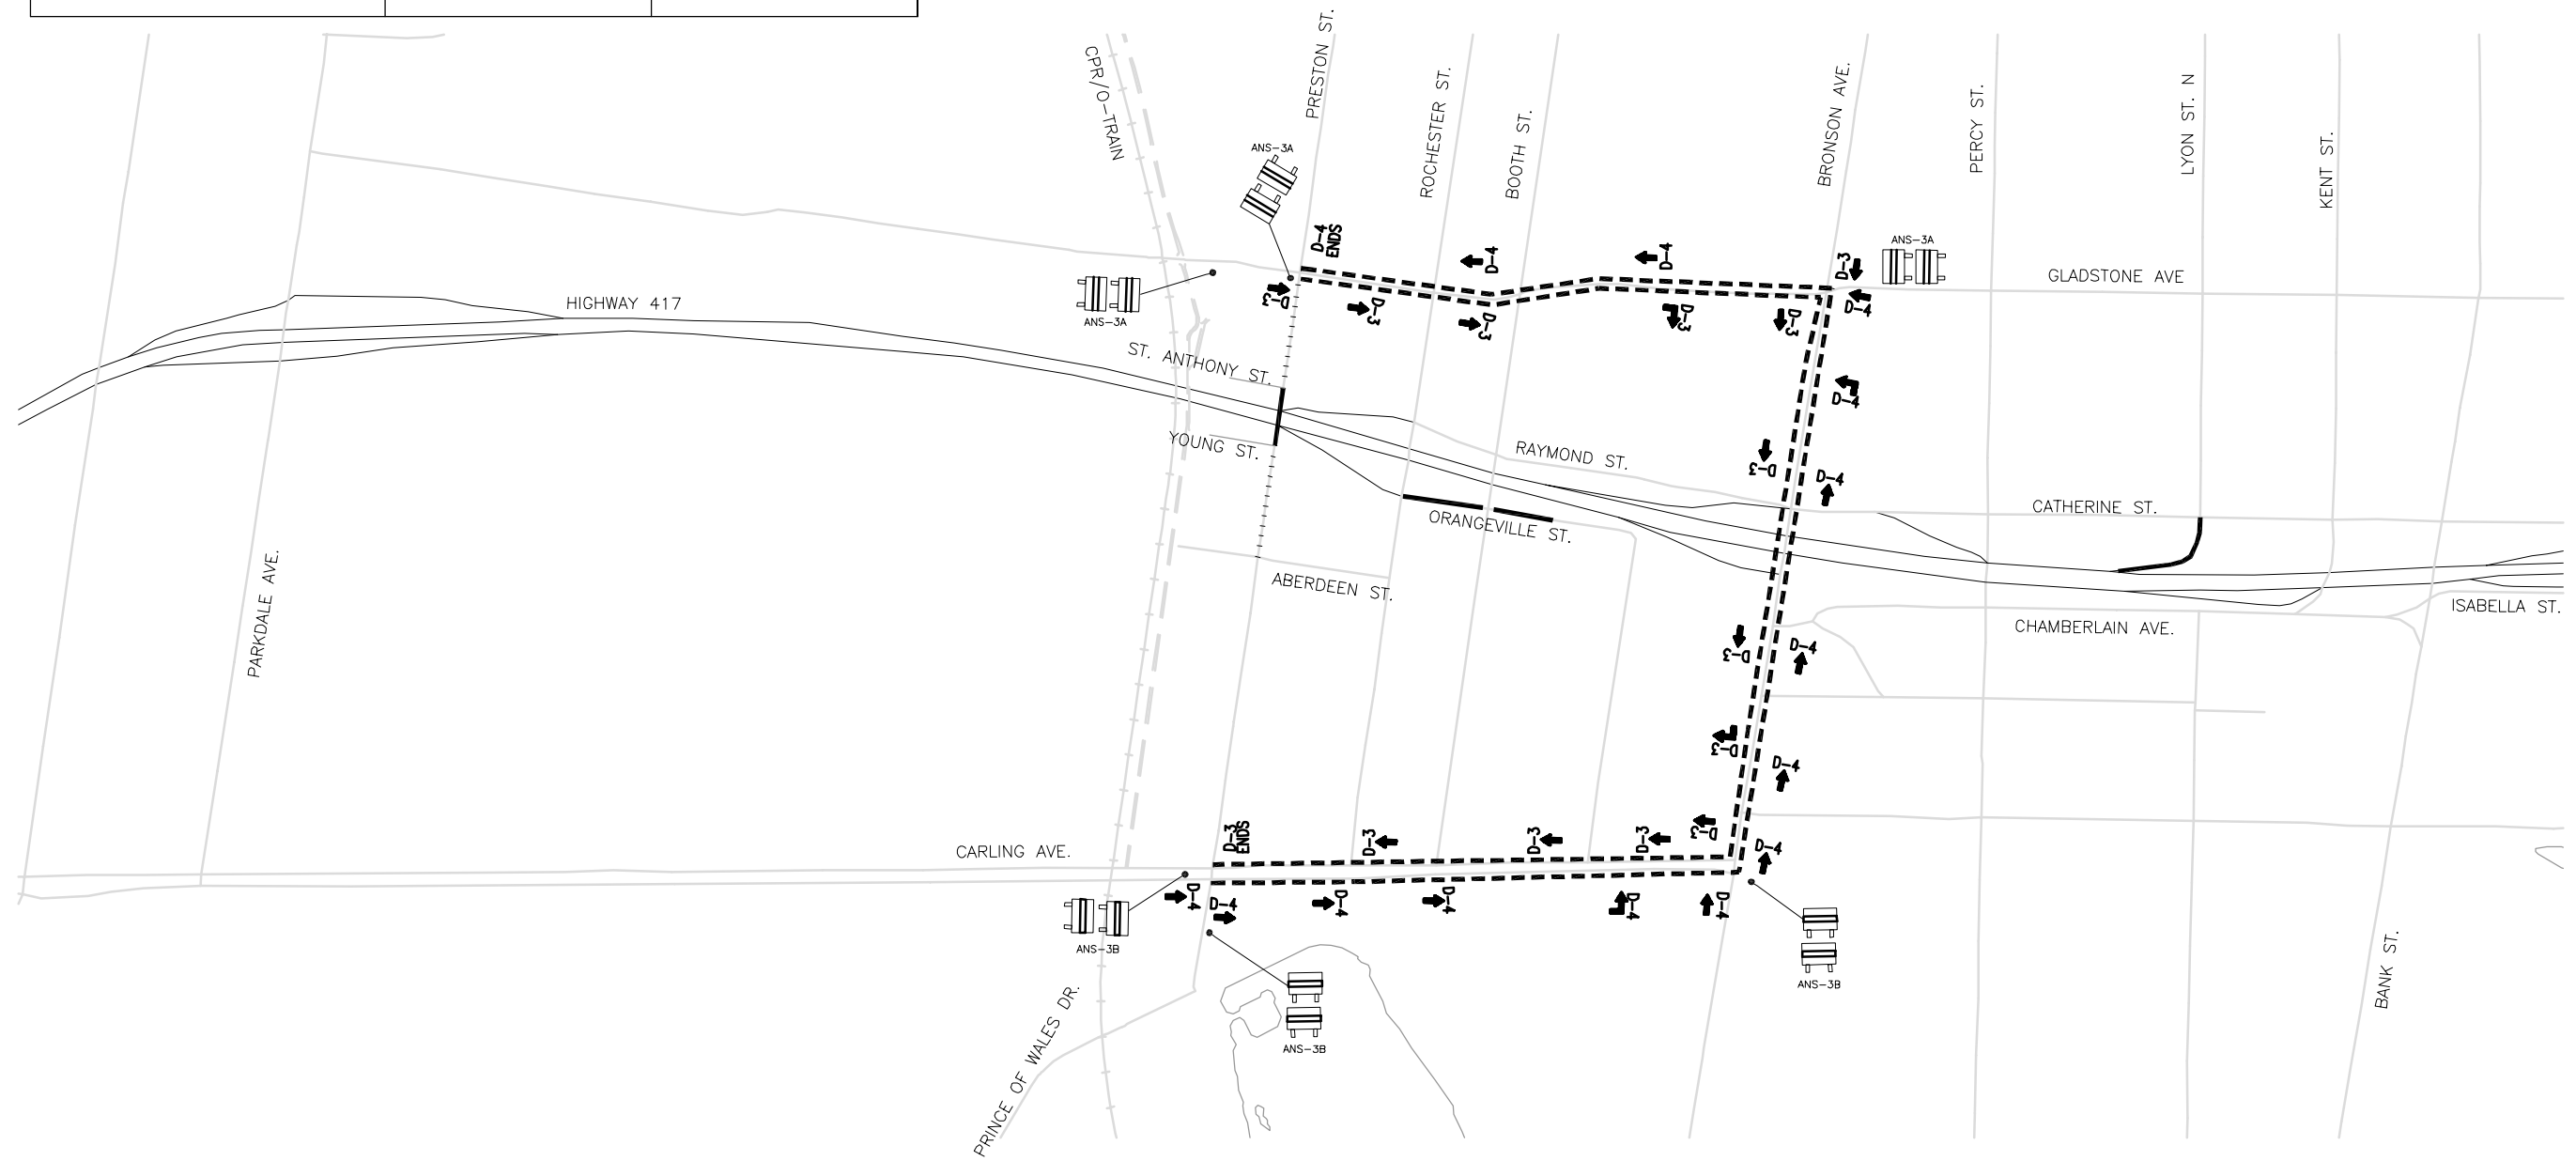 PRESTON ST.
CPR/O-TRAIN
ROCHESTER ST.
BOOTH ST.
BRONSON AVE.
PERCY ST.
LYON ST. N
KENT ST.
ANS-3A
D-4
ENDS
D-4
D-4
D-3
ANS-3A
GLADSTONE AVE
HIGHWAY 417
ANS-3A
D-3
D-3
D-3
D-3
D-3
D-4
ST. ANTHONY ST.
D-4
YOUNG ST.
RAYMOND ST.
D-3
D-4
ORANGEVILLE ST.
CATHERINE ST.
PARKDALE AVE.
ABERDEEN ST.
ISABELLA ST.
CHAMBERLAIN AVE.
D-3
D-4
D-3
D-4
D-3
ENDS
D-3
D-3
D-3
D-3
D-4
CARLING AVE.
D-4
D-4
D-4
D-4
D-4
D-4
ANS-3B
ANS-3B
ANS-3B
BANK ST.
PRINCE OF WALES DR.